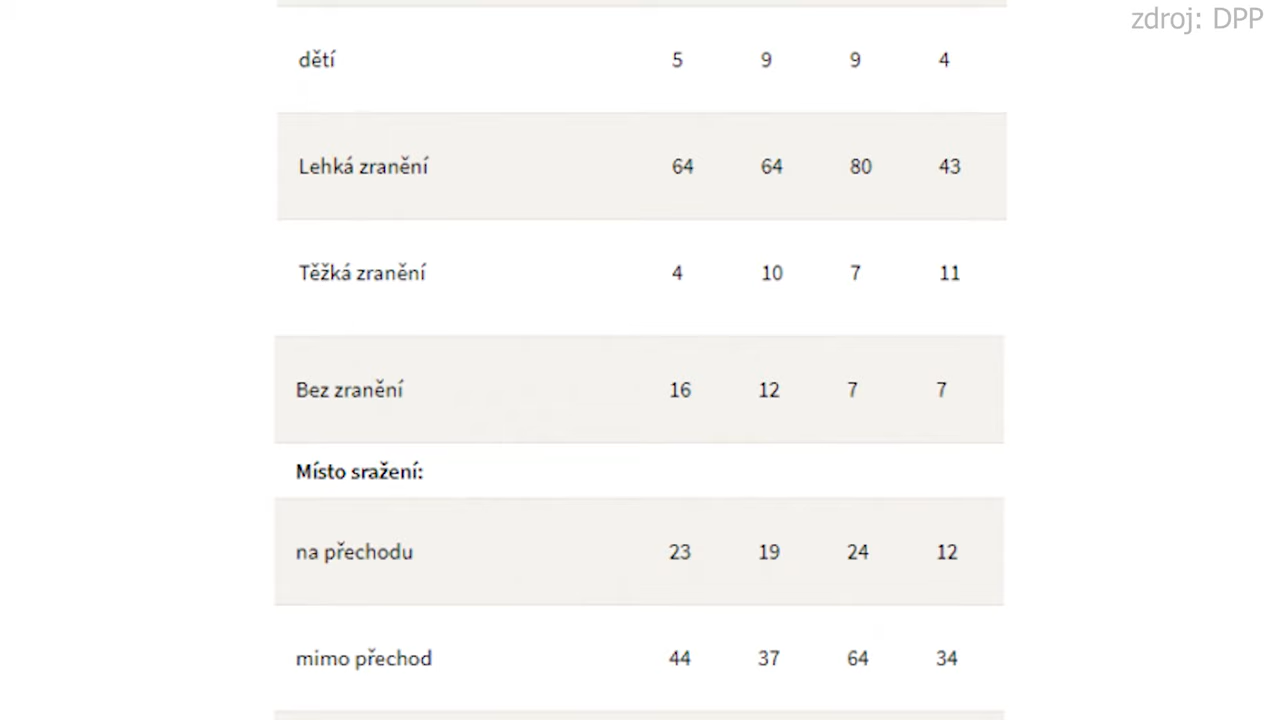 zdroj: DPP
dětí 5 9 9 4
Lehká zranění 64 64 80 43
Těžká zranění 4 10 7 11
Bez zranění 16 12 7 7
Místo sražení:
na přechodu 23 19 24 12
mimo přechod 44 37 64 34